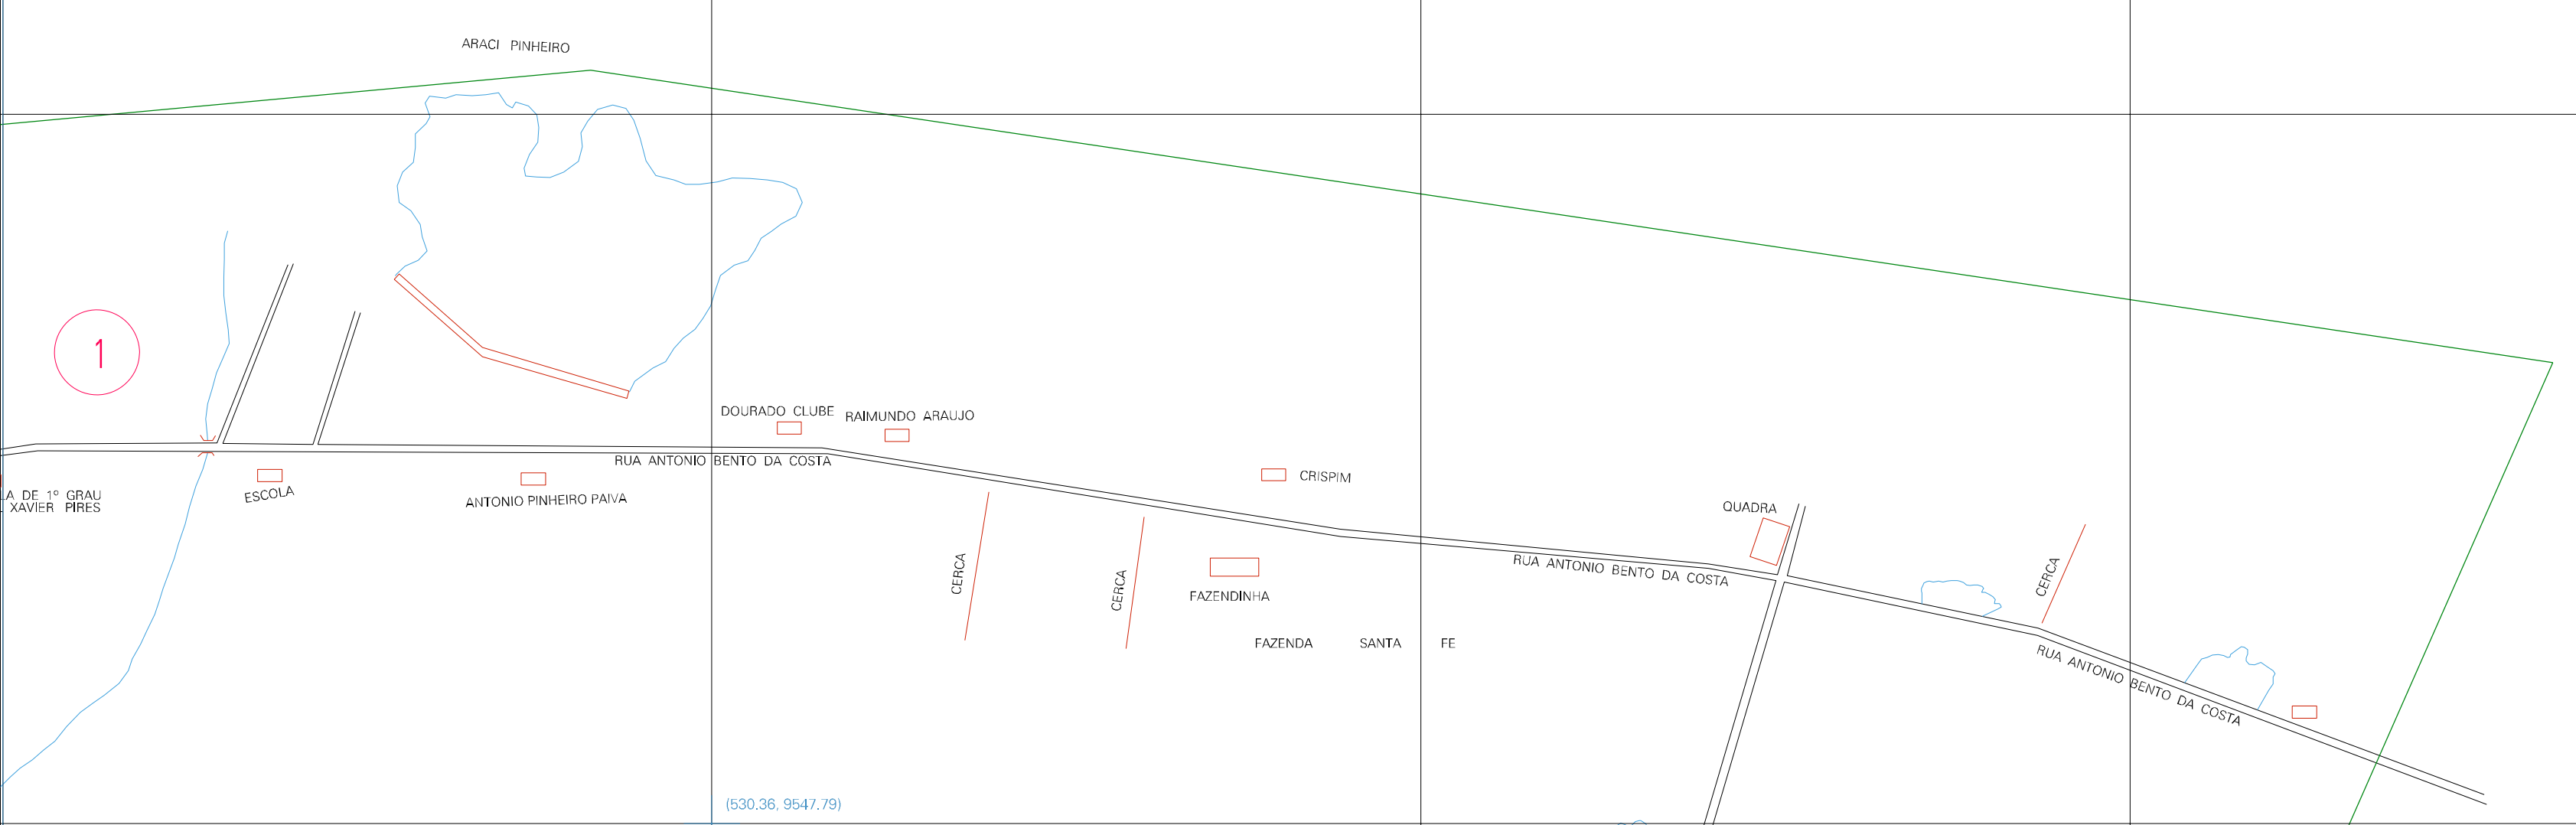 ARACI PINHEIRO
1
DOURADO CLUBE
RAIMUNDO ARAUJO
RUA ANTONIO BENTO DA COSTA
CRISPIM
ESCOLA
ANTONIO PINHEIRO PAIVA
A DE 1º GRAU
XAVIER PIRES
QUADRA
CERCA
CERCA
CERCA
RUA ANTONIO BENTO DA COSTA
FAZENDINHA
FAZENDA SANTA FE
RUA ANTONIO BENTO DA COSTA
(530.36, 9547.79)